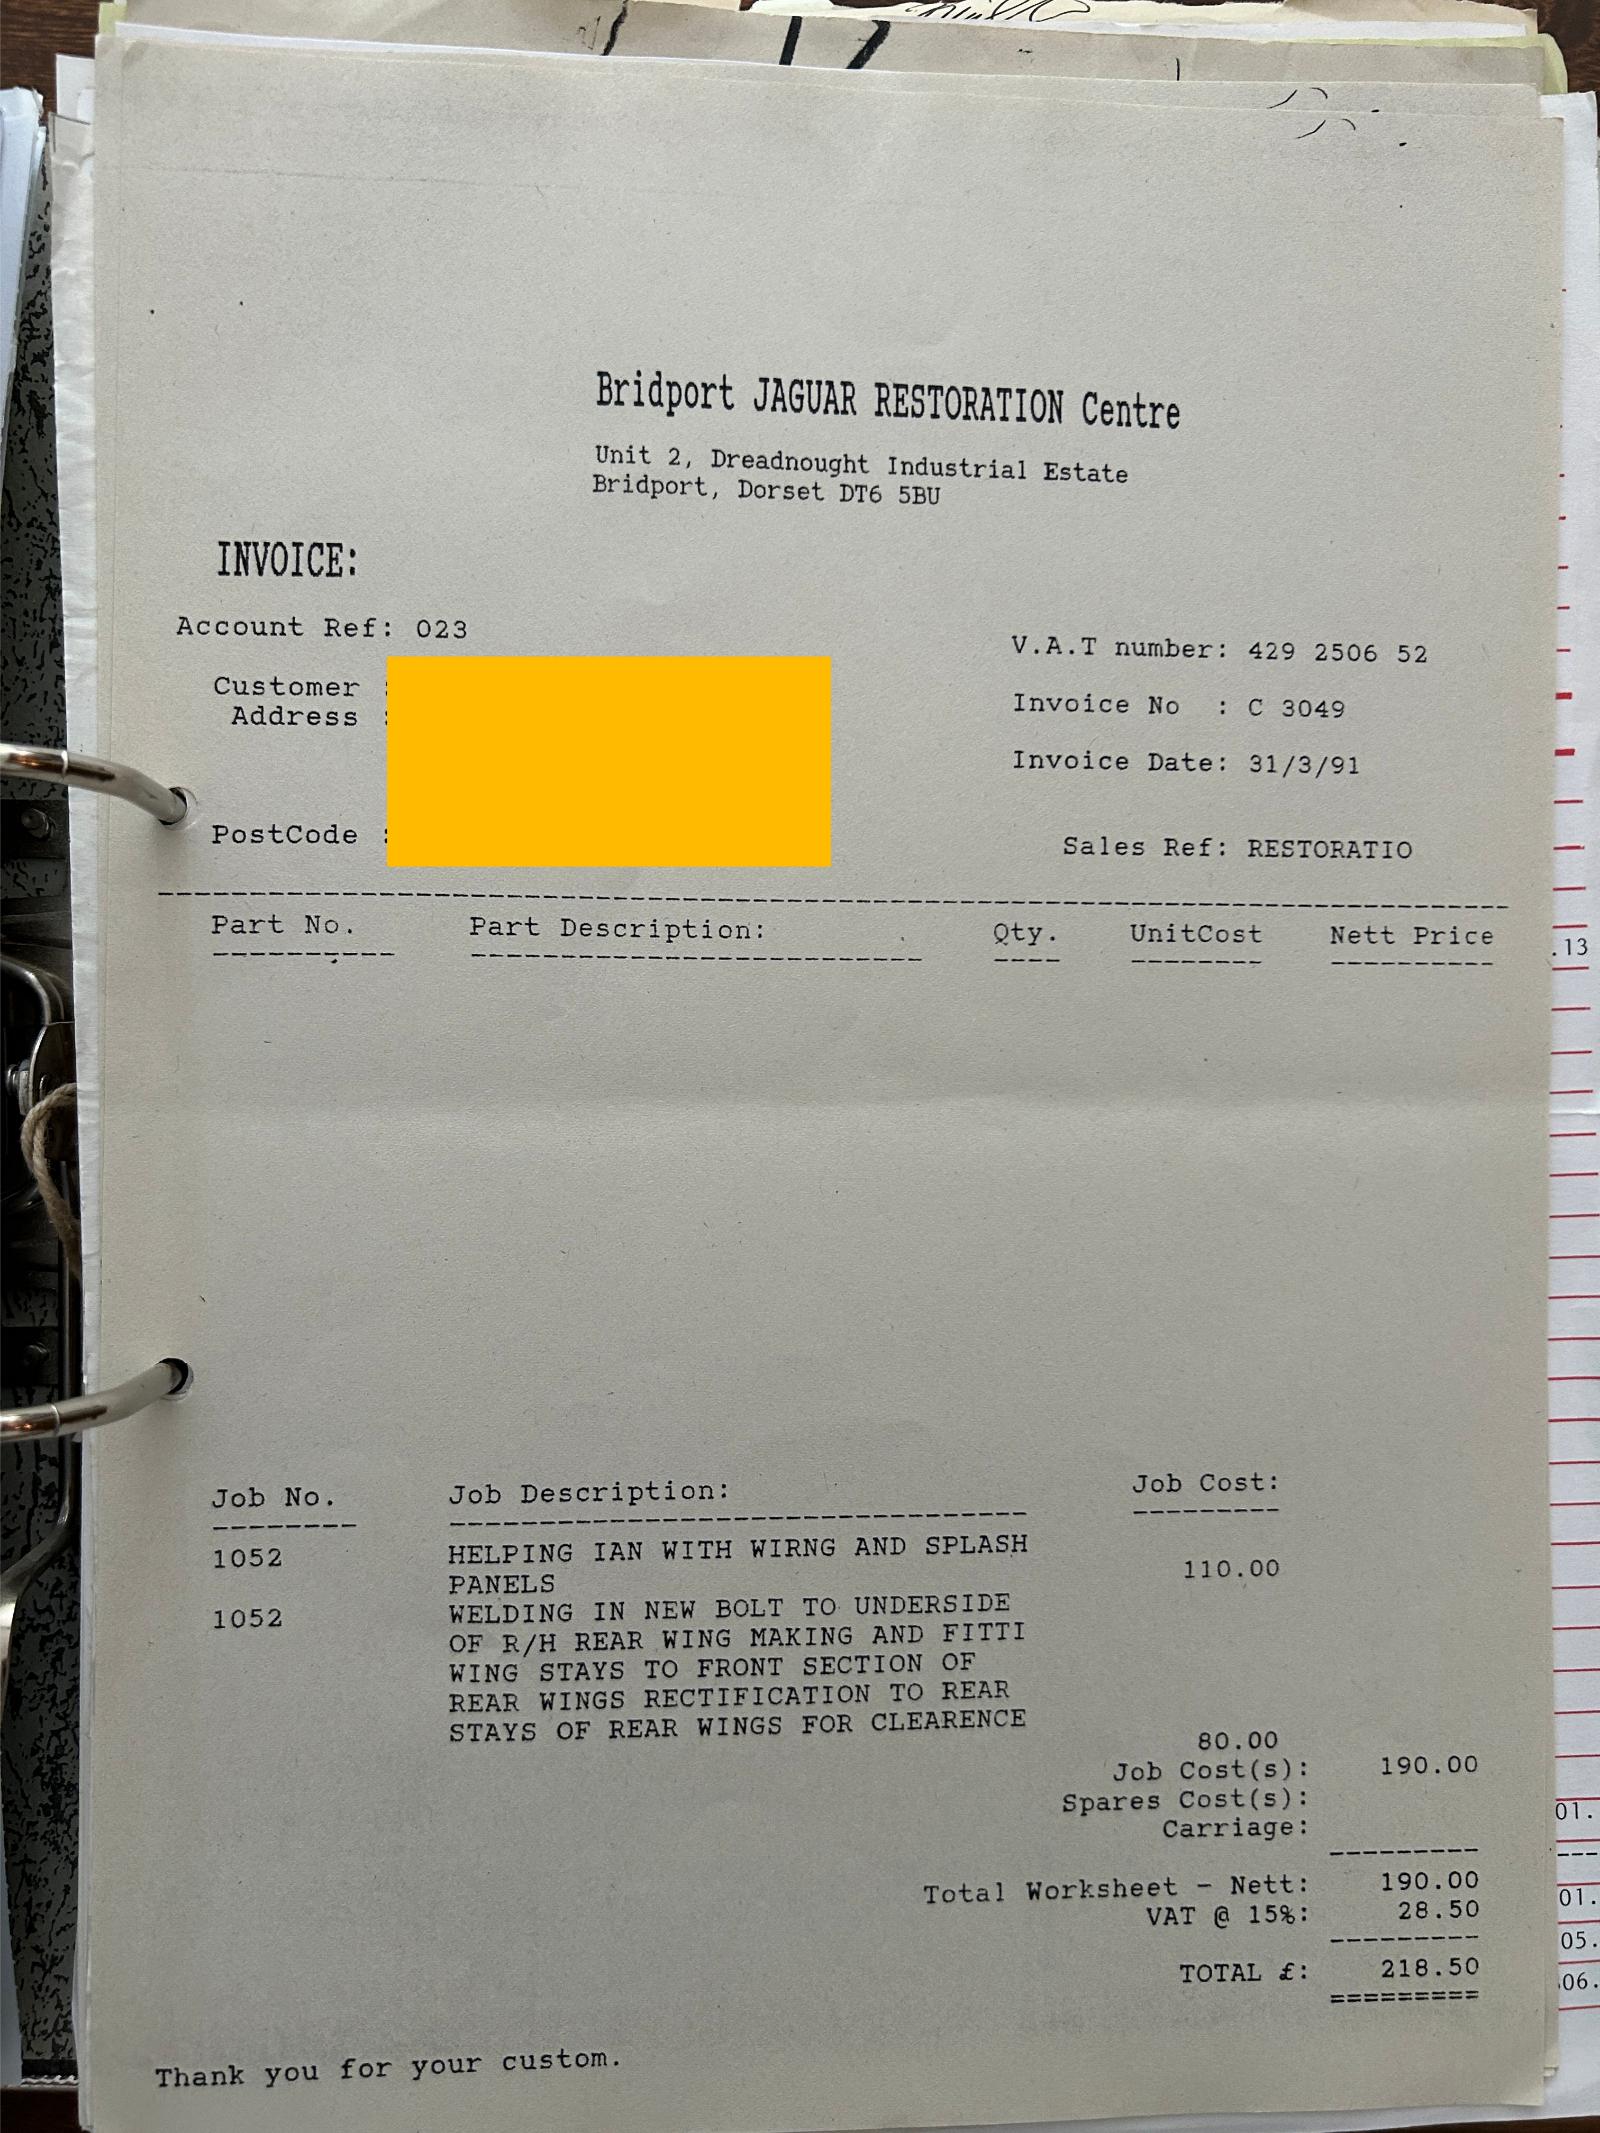 Bridport JAGUAR RESTORATION Centre
Unit 2, Dreadnought Industrial Estate
Bridport, Dorset DT6 5BU
INVOICE:
Account Ref: 023
V.A.T number: 429 2506 52
Customer :
Address :
Invoice No : C 3049
Invoice Date: 31/3/91
PostCode :
Sales Ref: RESTORATIO
Part No. Part Description: Qty. UnitCost Nett Price
.13
Job No. Job Description: Job Cost:
1052 HELPING IAN WITH WIRNG AND SPLASH
PANELS 110.00
1052 WELDING IN NEW BOLT TO UNDERSIDE
OF R/H REAR WING MAKING AND FITTI
WING STAYS TO FRONT SECTION OF
REAR WINGS RECTIFICATION TO REAR
STAYS OF REAR WINGS FOR CLEARENCE
80.00
Job Cost(s): 190.00
Spares Cost(s):
01.
Carriage:
Total Worksheet - Nett: 190.00
01.
VAT @ 15%: 28.50
05.
TOTAL £: 218.50
06.
Thank you for your custom.